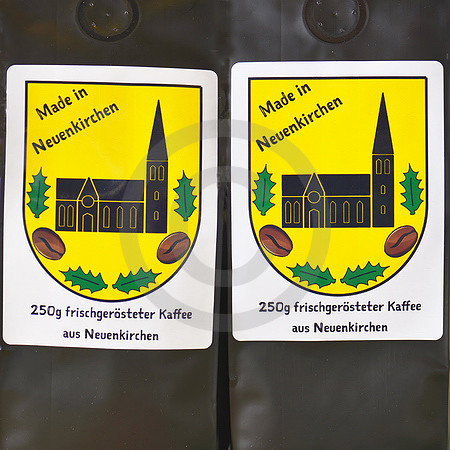 Made in
Neuenkirchen
250g frischgerösteter Kaffee
aus Neuenkirchen
Made in
Neuenkirchen
250g frischgerösteter Kaffee
aus Neuenkirchen